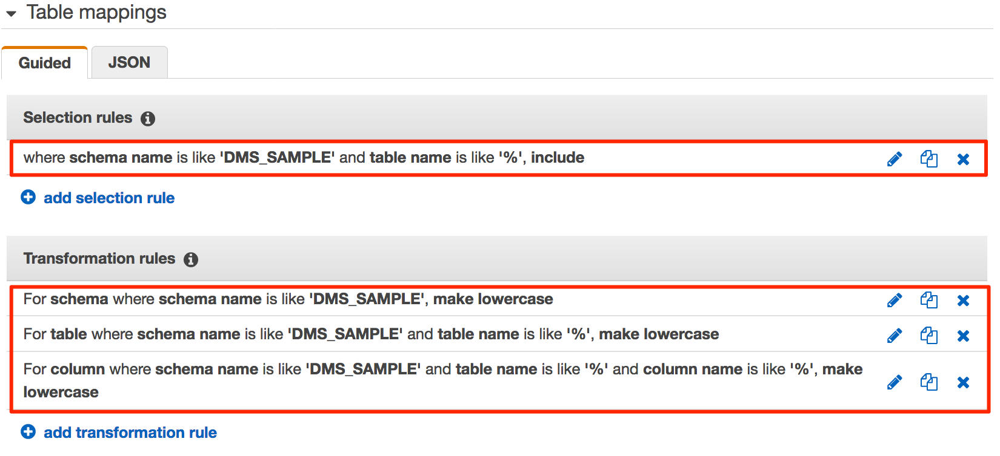 Table mappings
Guided
JSON
Selection rules
where schema name is like 'DMS_SAMPLE' and table name is like '%', include
add selection rule
Transformation rules
For schema where schema name is like 'DMS_SAMPLE', make lowercase
For table where schema name is like 'DMS_SAMPLE' and table name is like '%', make lowercase
For column where schema name is like 'DMS_SAMPLE' and table name is like '%' and column name is like '%', make
lowercase
add transformation rule